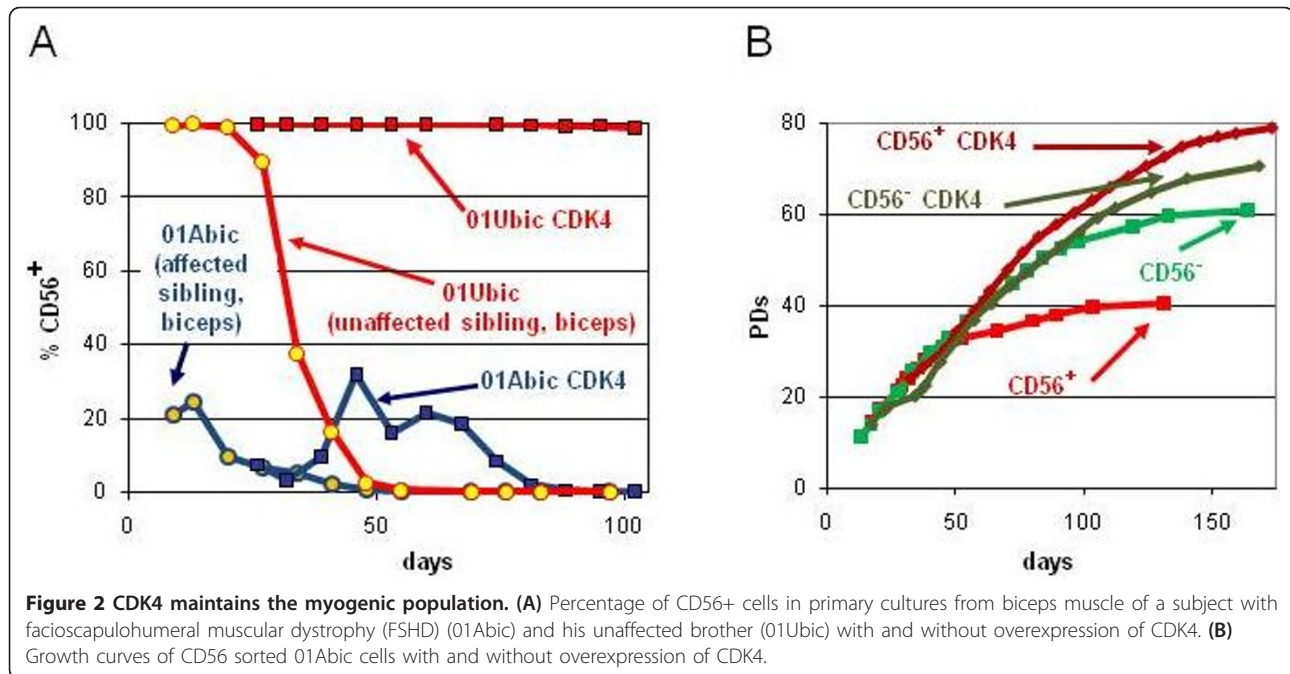 A
B
100
80
60
40
20
0
% CD56+
0
50
100
days
01Abic
(affected
sibling,
biceps)
01Ubic CDK4
01Ubic
(unaffected sibling, biceps)
01Abic CDK4
80
60
40
20
0
PDs
0
50
100
150
days
CD56+ CDK4
CD56- CDK4
CD56-
CD56+
Figure 2 CDK4 maintains the myogenic population. (A) Percentage of CD56+ cells in primary cultures from biceps muscle of a subject with
facioscapulohumeral muscular dystrophy (FSHD) (01Abic) and his unaffected brother (01Ubic) with and without overexpression of CDK4. (B)
Growth curves of CD56 sorted 01Abic cells with and without overexpression of CDK4.